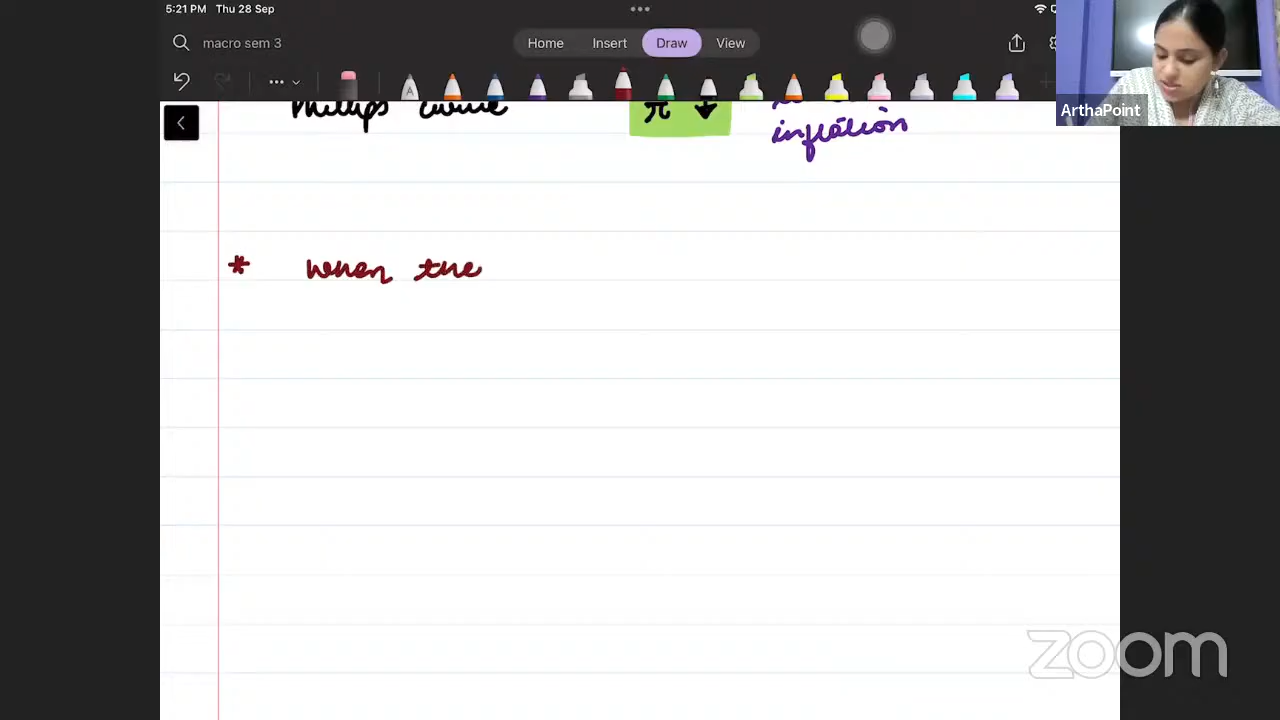 5:21 PM Thu 28 Sep
macro sem 3
Home Insert Draw View
A
ArthaPoint
Phillips curve π ↓
inflation
* when the
zoom